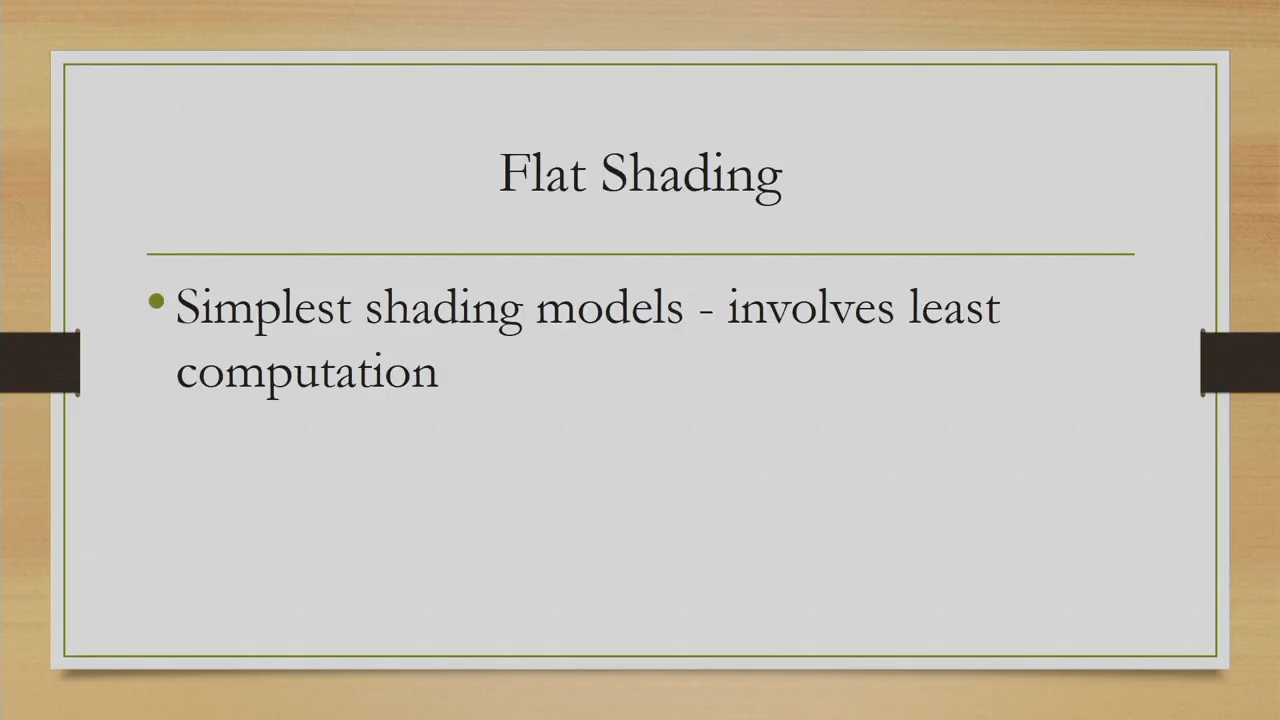 Flat Shading
• Simplest shading models - involves least
computation